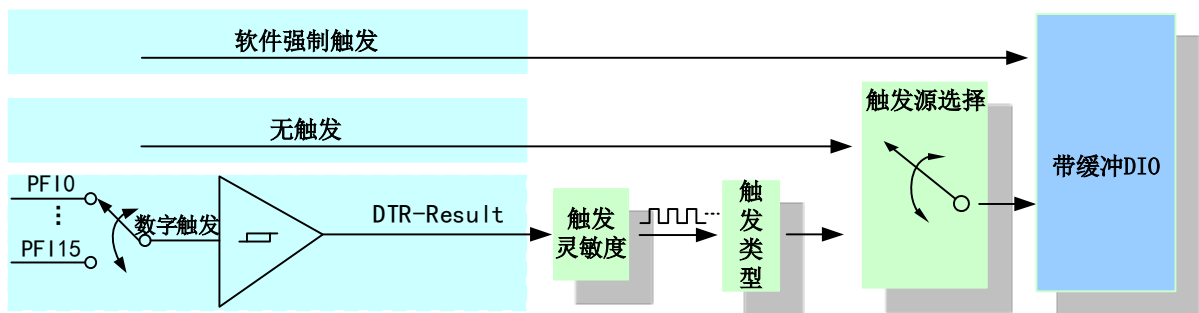 软件强制触发
无触发
触发源选择
带缓冲DIO
PFI0
⋮
数字触发
PFI15
DTR-Result
触发
灵敏度
触发类型